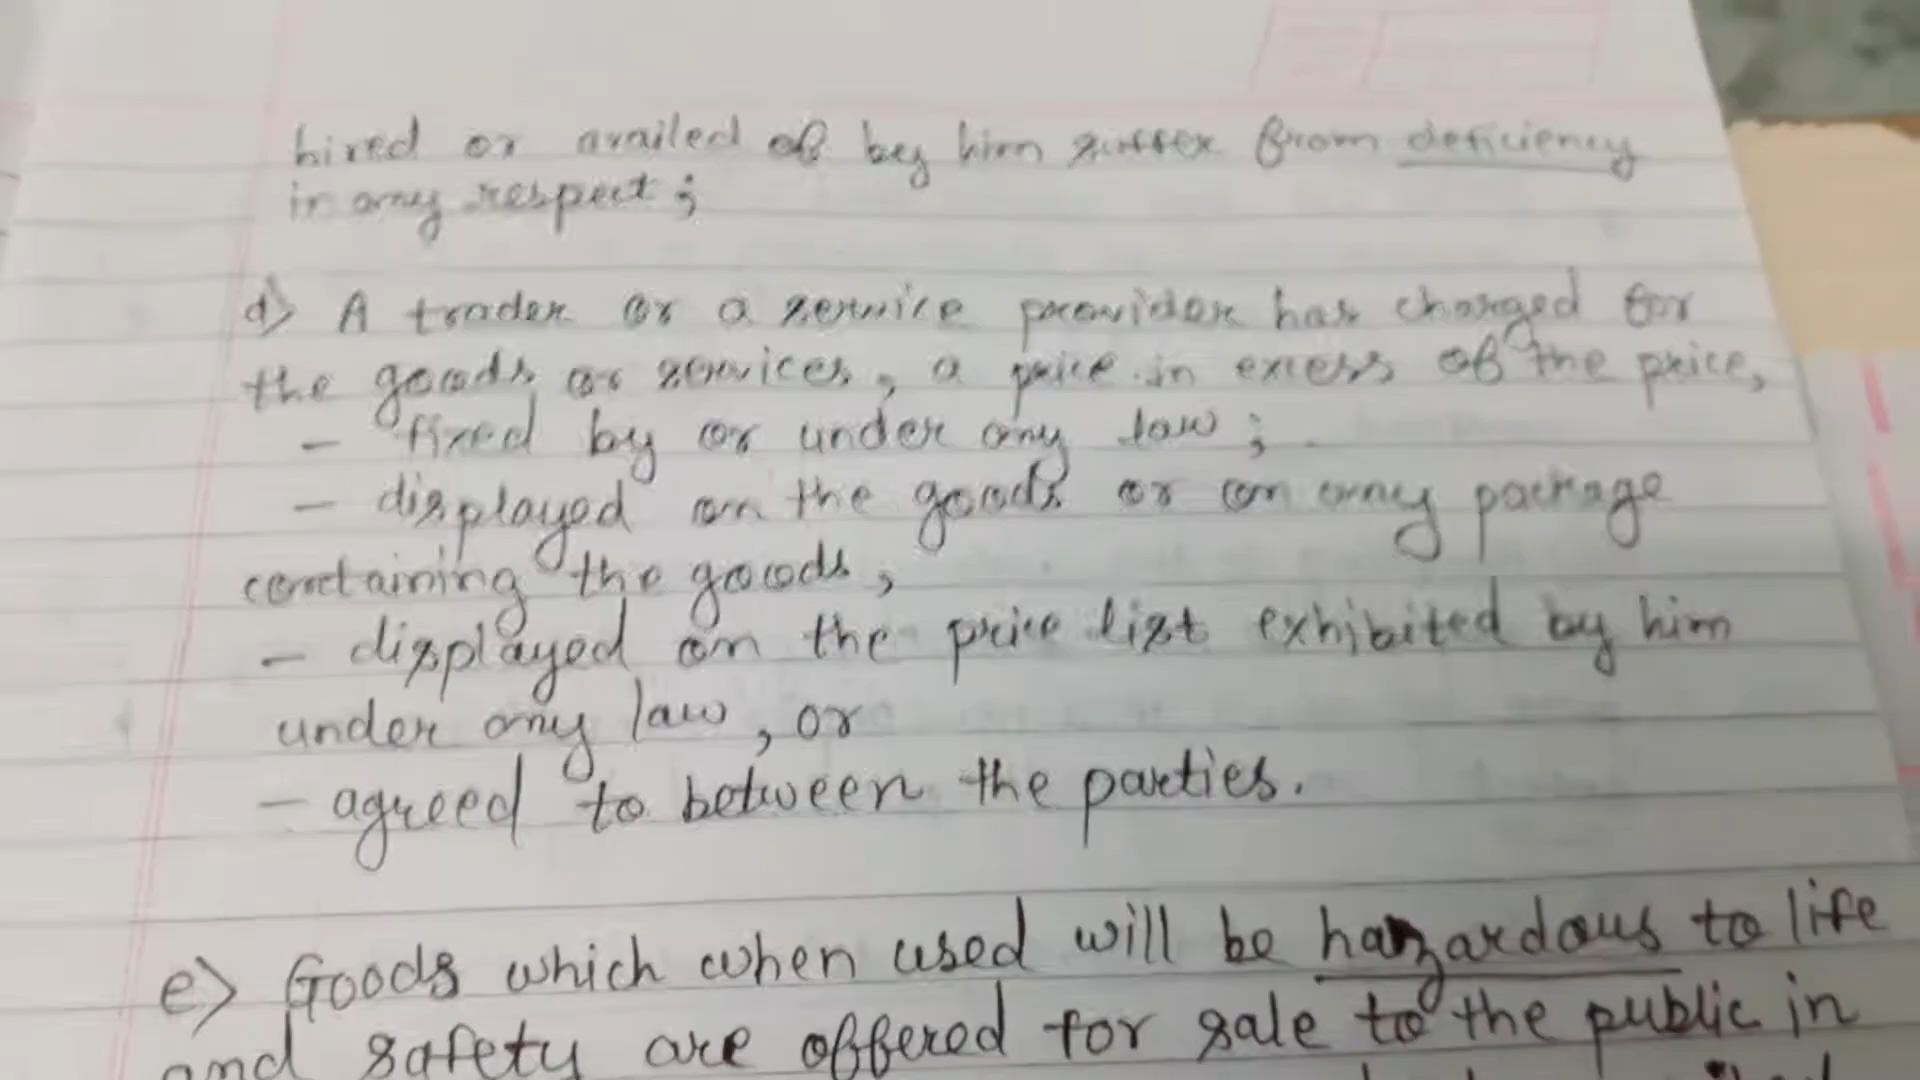 hired or availed of by him suffer from deficiency
in any respect;
d) A trader or a service provider has charged for
the goods or services, a price in excess of the price,
- fixed by or under any law;
- displayed on the goods or on any package
containing the goods;
- displayed on the price list exhibited by him
under any law, or
- agreed to between the parties.
e) Goods which when used will be hazardous to life
and safety are offered for sale to the public in